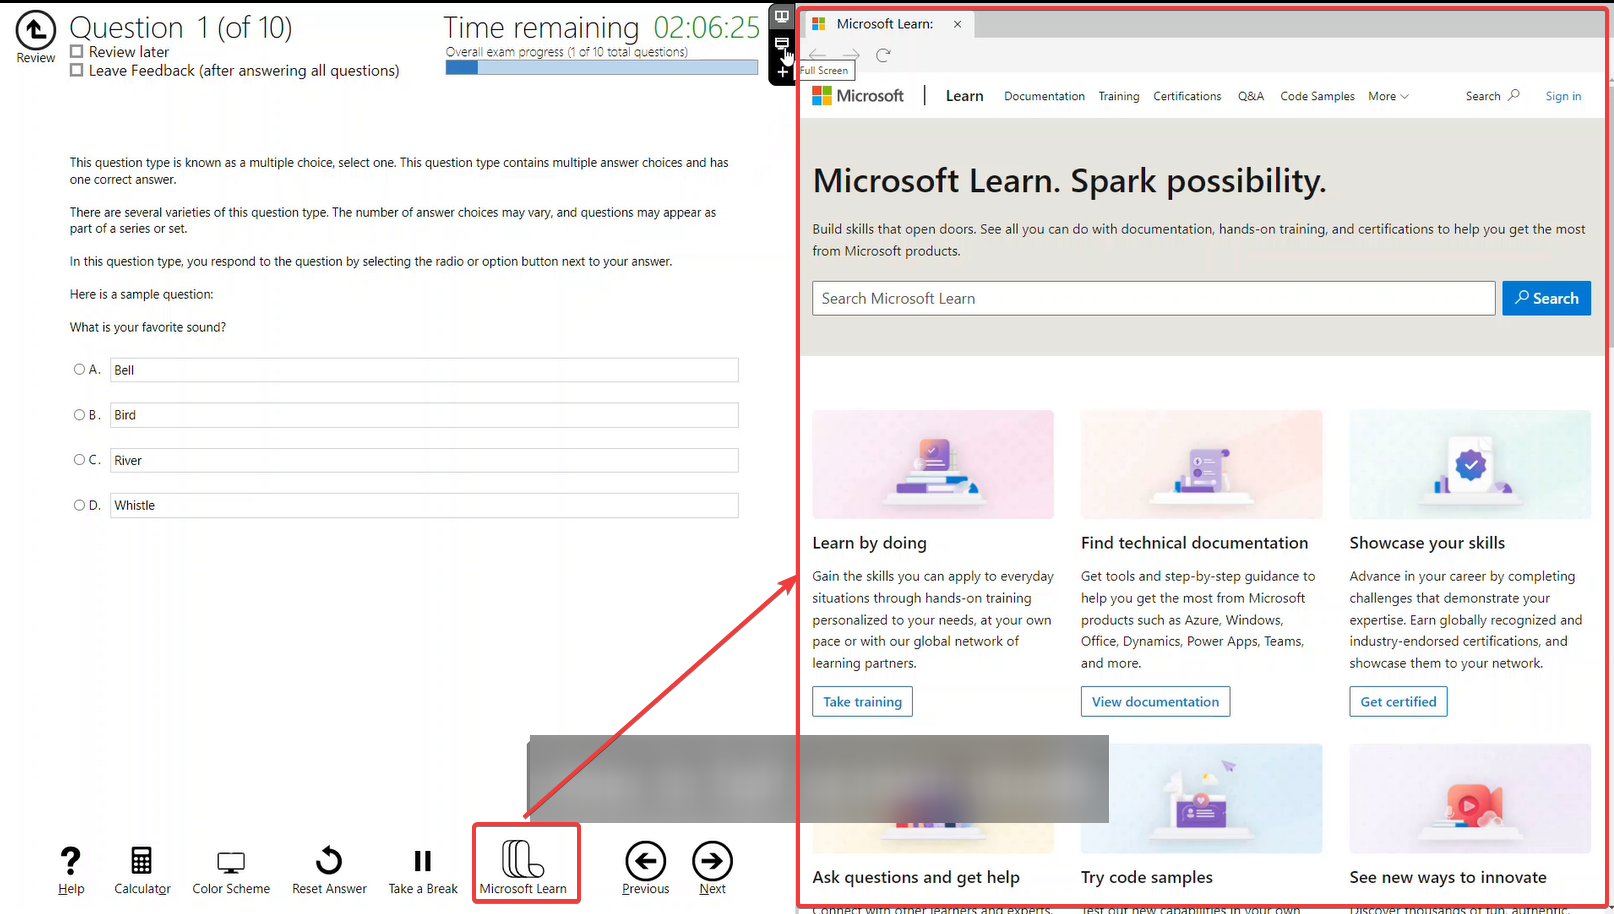 Question 1 (of 10)
Review
Review later
Leave Feedback (after answering all questions)
Time remaining 02:06:25
Overall exam progress (1 of 10 total questions)
This question type is known as a multiple choice, select one. This question type contains multiple answer choices and has
one correct answer.
There are several varieties of this question type. The number of answer choices may vary, and questions may appear as
part of a series or set.
In this question type, you respond to the question by selecting the radio or option button next to your answer.
Here is a sample question:
What is your favorite sound?
A. Bell
B. Bird
C. River
D. Whistle
Help
Calculator
Color Scheme
Reset Answer
Take a Break
Microsoft Learn
Previous
Next
Microsoft Learn:
Full Screen
Microsoft | Learn Documentation Training Certifications Q&A Code Samples More Search Sign in
Microsoft Learn. Spark possibility.
Build skills that open doors. See all you can do with documentation, hands-on training, and certifications to help you get the most
from Microsoft products.
Search Microsoft Learn
Search
Learn by doing
Gain the skills you can apply to everyday
situations through hands-on training
personalized to your needs, at your own
pace or with our global network of
learning partners.
Take training
Find technical documentation
Get tools and step-by-step guidance to
help you get the most from Microsoft
products such as Azure, Windows,
Office, Dynamics, Power Apps, Teams,
and more.
View documentation
Showcase your skills
Advance in your career by completing
challenges that demonstrate your
expertise. Earn globally recognized and
industry-endorsed certifications, and
showcase them to your network.
Get certified
Ask questions and get help
Connect with other learners and experts,
Try code samples
Test out new capabilities in your own
See new ways to innovate
Discover thousands of fun, authentic,